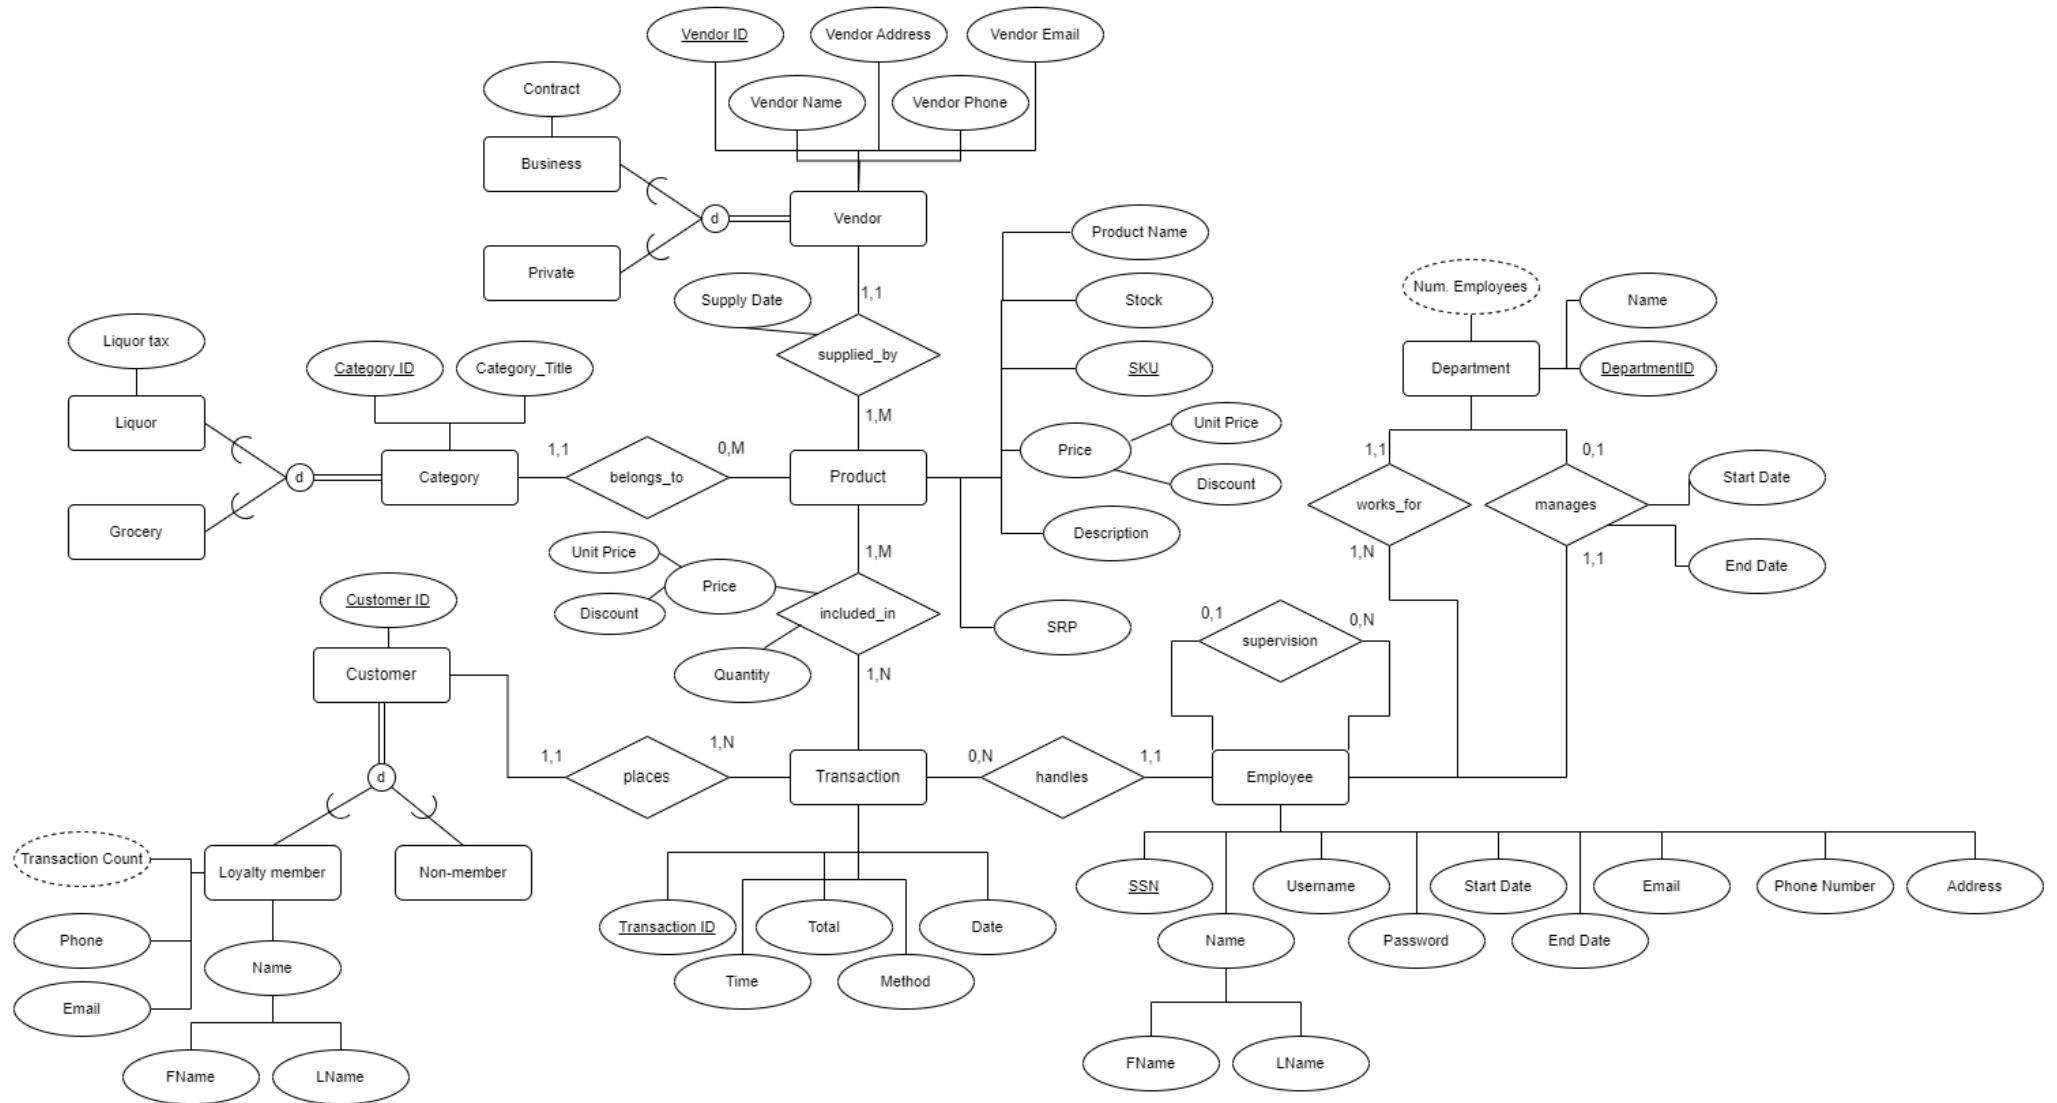 Vendor ID
Vendor Address
Vendor Email
Contract
Vendor Name
Vendor Phone
Business
Vendor
d
Private
Product Name
Supply Date
1,1
Stock
Num. Employees
Name
Liquor tax
supplied_by
Category ID
Category_Title
SKU
Department
DepartmentID
Liquor
1,M
Unit Price
1,1
0,M
Price
1,1
0,1
d
Category
belongs_to
Product
Discount
Start Date
works_for
manages
Grocery
Description
Unit Price
1,M
1,N
1,1
End Date
Price
Customer ID
Discount
included_in
0,1
0,N
SRP
supervision
Customer
Quantity
1,N
1,1
1,N
0,N
1,1
d
places
Transaction
handles
Employee
Transaction Count
Loyalty member
Non-member
SSN
Username
Start Date
Email
Phone Number
Address
Phone
Transaction ID
Total
Date
Name
Password
End Date
Name
Time
Method
Email
FName
LName
FName
LName